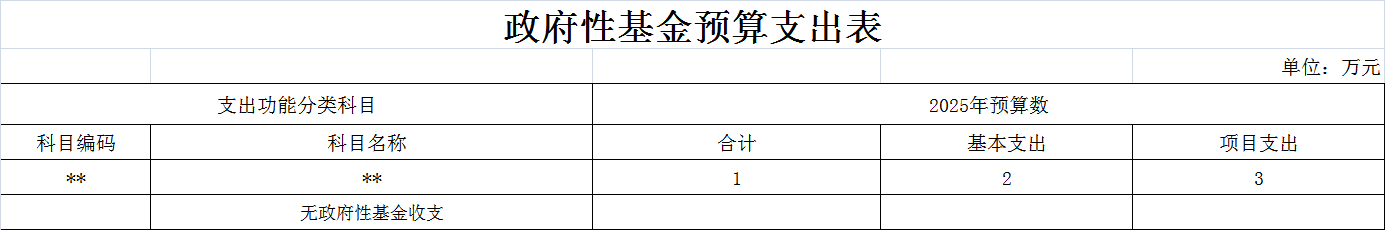 政府性基金预算支出表
单位：万元
支出功能分类科目 2025年预算数
科目编码 科目名称 合计 基本支出 项目支出
** ** 1 2 3
无政府性基金收支